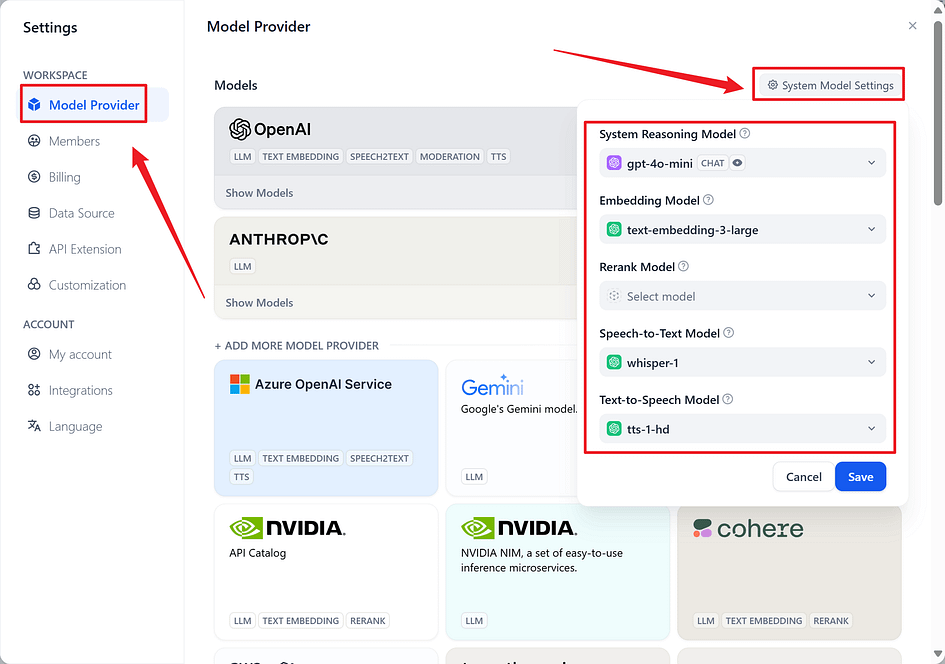 Settings
WORKSPACE
Model Provider
Members
Billing
Data Source
API Extension
Customization
ACCOUNT
My account
Integrations
Language
Model Provider
Models
System Model Settings
OpenAI
LLM TEXT EMBEDDING SPEECH2TEXT MODERATION TTS
Show Models
ANTHROP\C
LLM
Show Models
+ ADD MORE MODEL PROVIDER
Azure OpenAI Service
LLM TEXT EMBEDDING SPEECH2TEXT
TTS
Gemini
Google's Gemini model.
LLM
NVIDIA.
API Catalog
LLM TEXT EMBEDDING RERANK
NVIDIA.
NVIDIA NIM, a set of easy-to-use
inference microservices.
LLM
cohere
LLM TEXT EMBEDDING RERANK
System Reasoning Model
gpt-4o-mini CHAT
Embedding Model
text-embedding-3-large
Rerank Model
Select model
Speech-to-Text Model
whisper-1
Text-to-Speech Model
tts-1-hd
Cancel Save